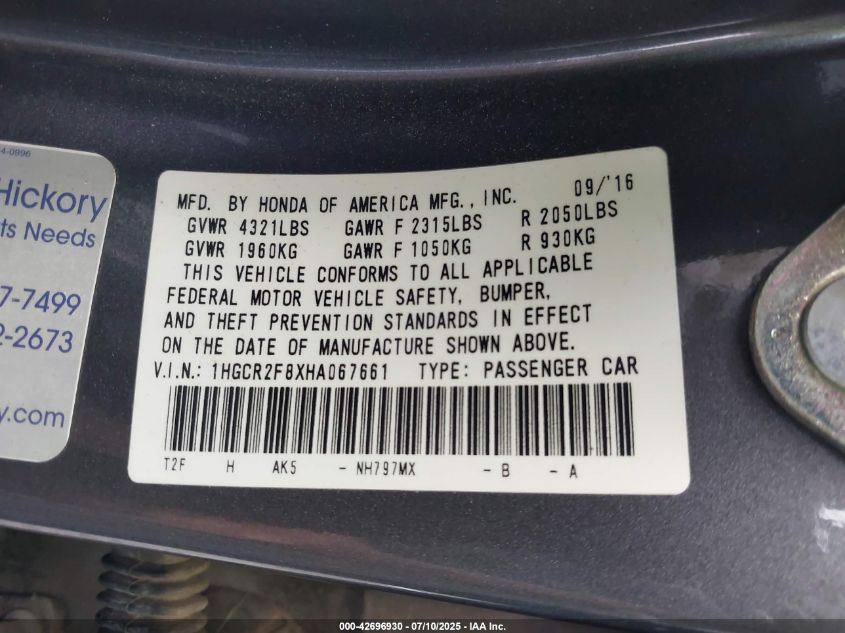 4-0996
Hickory
ts Needs
7-7499
2-2673
y.com
MFD. BY HONDA OF AMERICA MFG., INC. 09/'16
GVWR 4321LBS GAWR F 2315LBS R 2050LBS
GVWR 1960KG GAWR F 1050KG R 930KG
THIS VEHICLE CONFORMS TO ALL APPLICABLE
FEDERAL MOTOR VEHICLE SAFETY, BUMPER,
AND THEFT PREVENTION STANDARDS IN EFFECT
ON THE DATE OF MANUFACTURE SHOWN ABOVE.
V.I.N.: 1HGCR2F8XHA067661 TYPE: PASSENGER CAR
T2F H AK5 - NH797MX - B - A
000-42696930 - 07/10/2025 - IAA Inc.